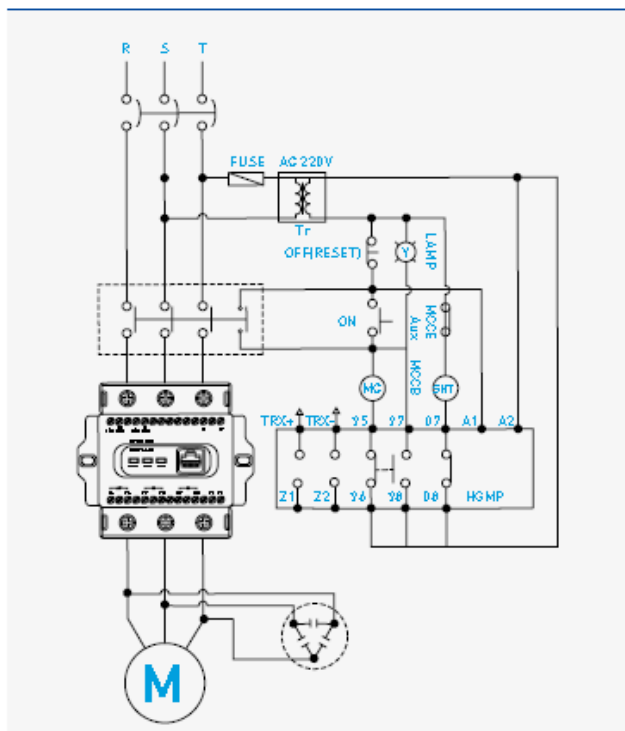 R S T
FUSE AC 220V
Tr
OFF(RESET)
Y
LAMP
ON
Aux
MCCB
MC
SHT
TRX+ TRX- 95 97 07 A1 A2
Z1 Z2 96 98 08 HGMP
M